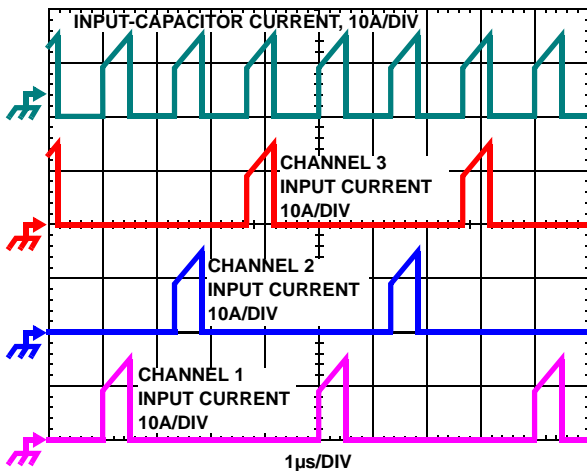 INPUT-CAPACITOR CURRENT, 10A/DIV
CHANNEL 3
INPUT CURRENT
10A/DIV
CHANNEL 2
INPUT CURRENT
10A/DIV
CHANNEL 1
INPUT CURRENT
10A/DIV
1µs/DIV